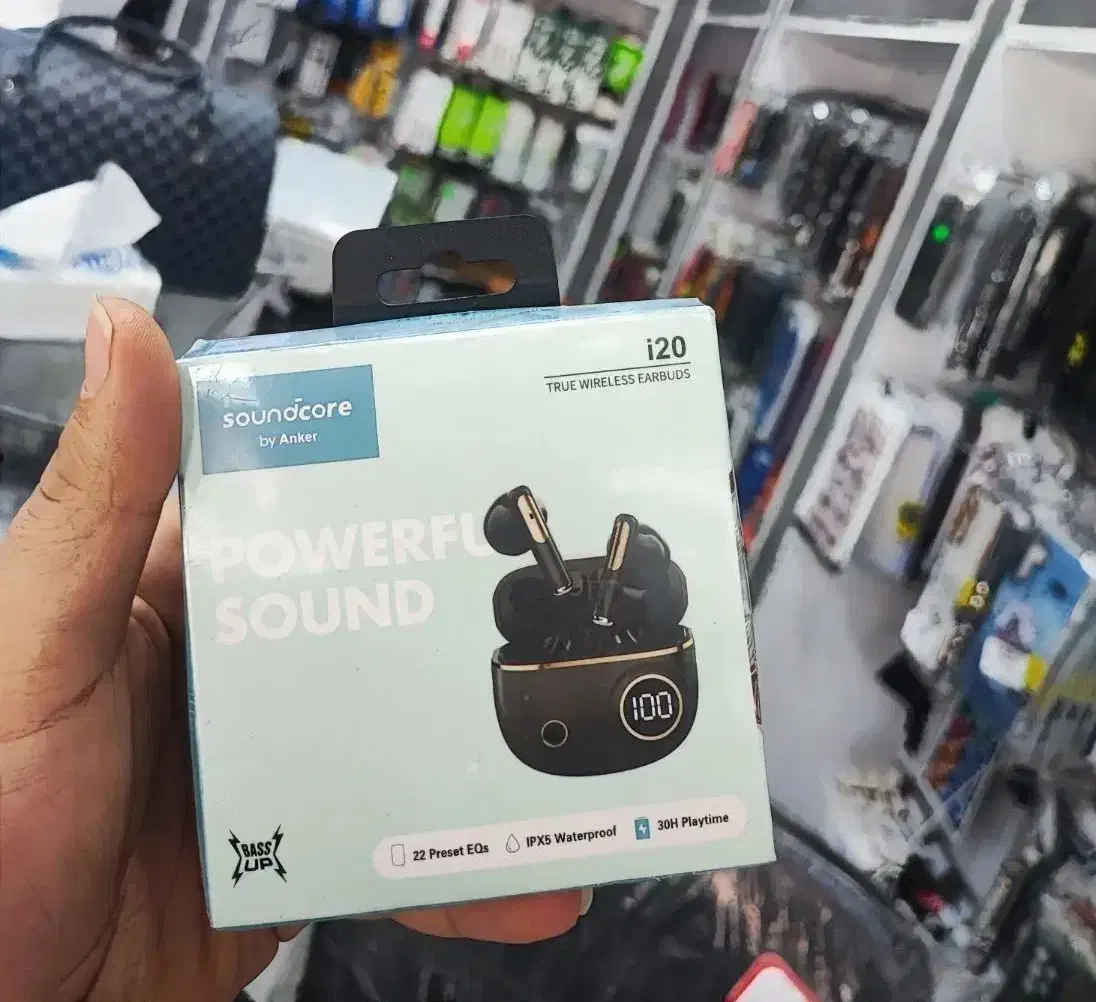 i20
TRUE WIRELESS EARBUDS
soundcore
by Anker
POWERFU
SOUND
100
BASS
UP
22 Preset EQs
IPX5 Waterproof
30H Playtime